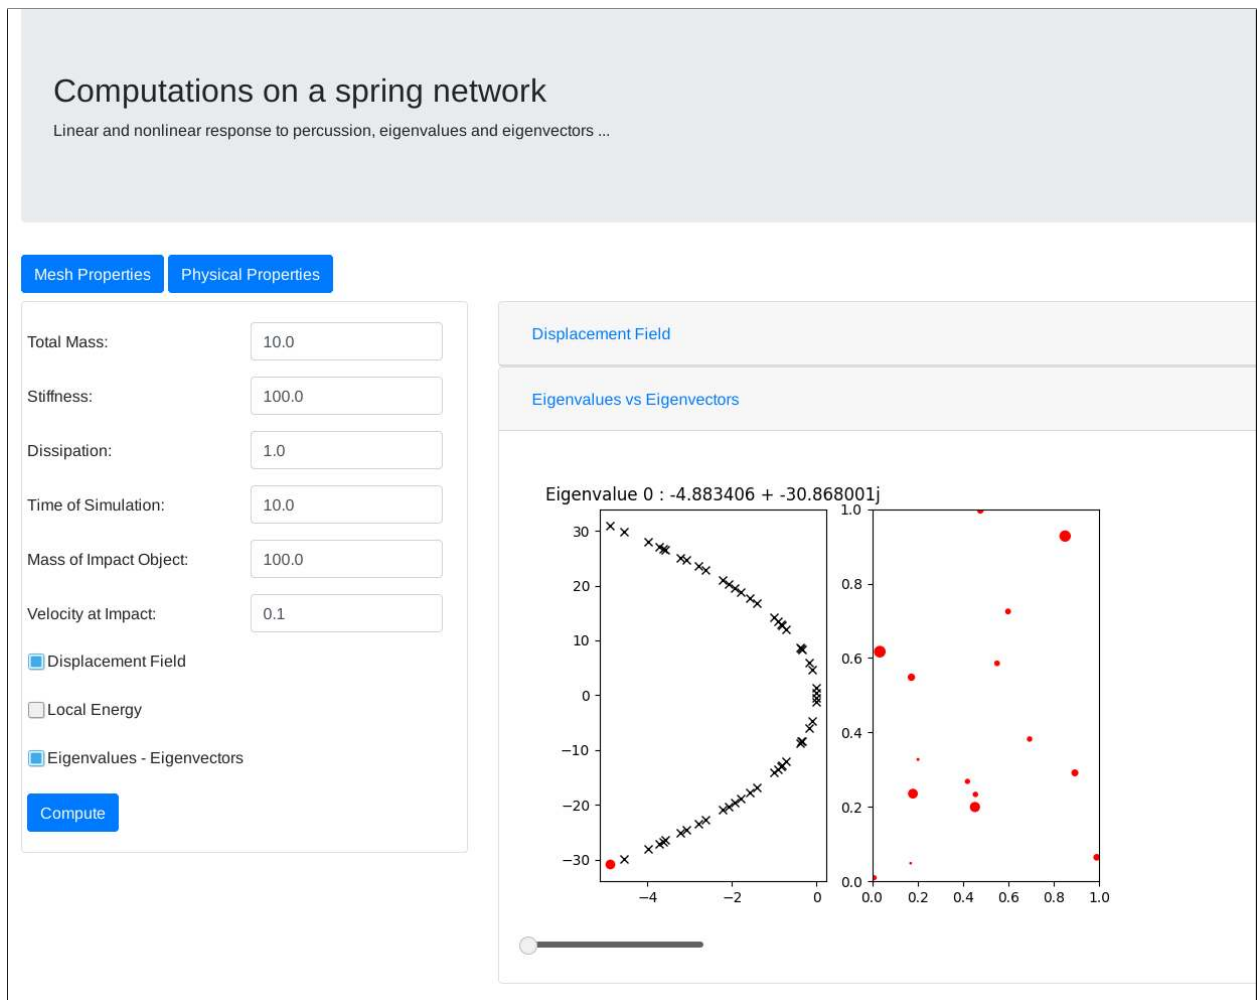 Computations on a spring network
Linear and nonlinear response to percussion, eigenvalues and eigenvectors ...
Mesh Properties Physical Properties
Total Mass: 10.0
Stiffness: 100.0
Dissipation: 1.0
Time of Simulation: 10.0
Mass of Impact Object: 100.0
Velocity at Impact: 0.1
Displacement Field
Local Energy
Eigenvalues - Eigenvectors
Compute
Displacement Field
Eigenvalues vs Eigenvectors
Eigenvalue 0 : -4.883406 + -30.868001j
30
20
10
0
−10
−20
−30
−4 −2 0
1.0
0.8
0.6
0.4
0.2
0.0
0.0 0.2 0.4 0.6 0.8 1.0